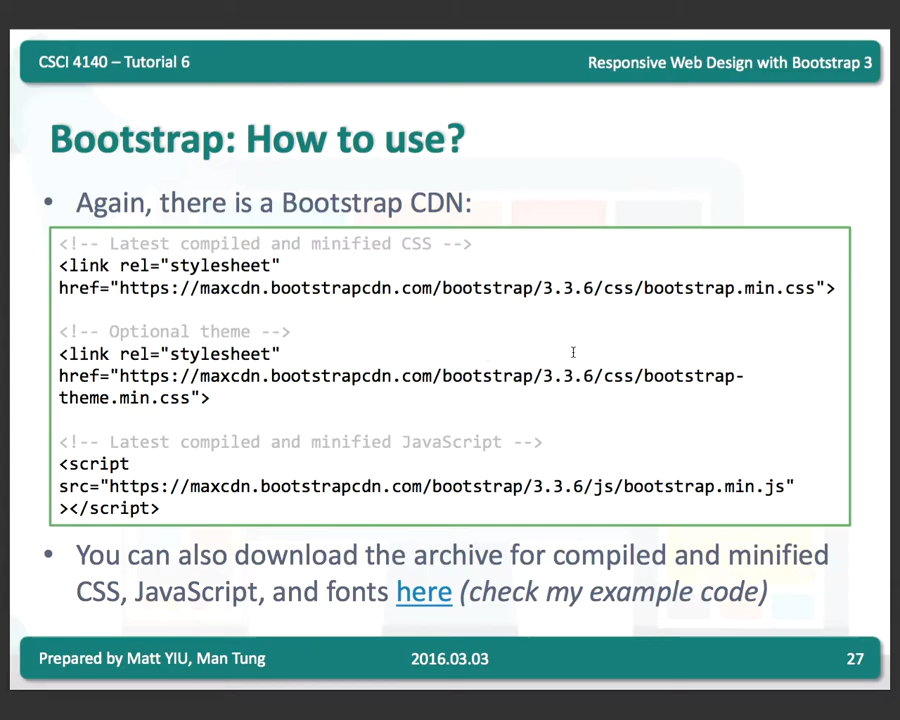 CSCI 4140 – Tutorial 6
Responsive Web Design with Bootstrap 3
Bootstrap: How to use?
• Again, there is a Bootstrap CDN:
<!-- Latest compiled and minified CSS -->
<link rel="stylesheet"
href="https://maxcdn.bootstrapcdn.com/bootstrap/3.3.6/css/bootstrap.min.css">
<!-- Optional theme -->
<link rel="stylesheet"
href="https://maxcdn.bootstrapcdn.com/bootstrap/3.3.6/css/bootstrap-
theme.min.css">
<!-- Latest compiled and minified JavaScript -->
<script
src="https://maxcdn.bootstrapcdn.com/bootstrap/3.3.6/js/bootstrap.min.js"
></script>
• You can also download the archive for compiled and minified
CSS, JavaScript, and fonts here (check my example code)
Prepared by Matt YIU, Man Tung
2016.03.03
27